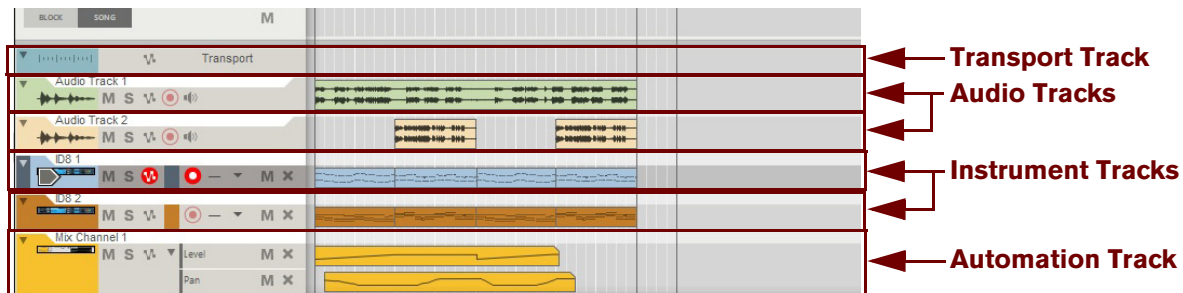 BLOCK SONG M
Transport
Transport Track
Audio Track 1
M S
Audio Tracks
Audio Track 2
M S
ID8 1
M S M
Instrument Tracks
ID8 2
M S M
Mix Channel 1
M S Level M
Automation Track
Pan M